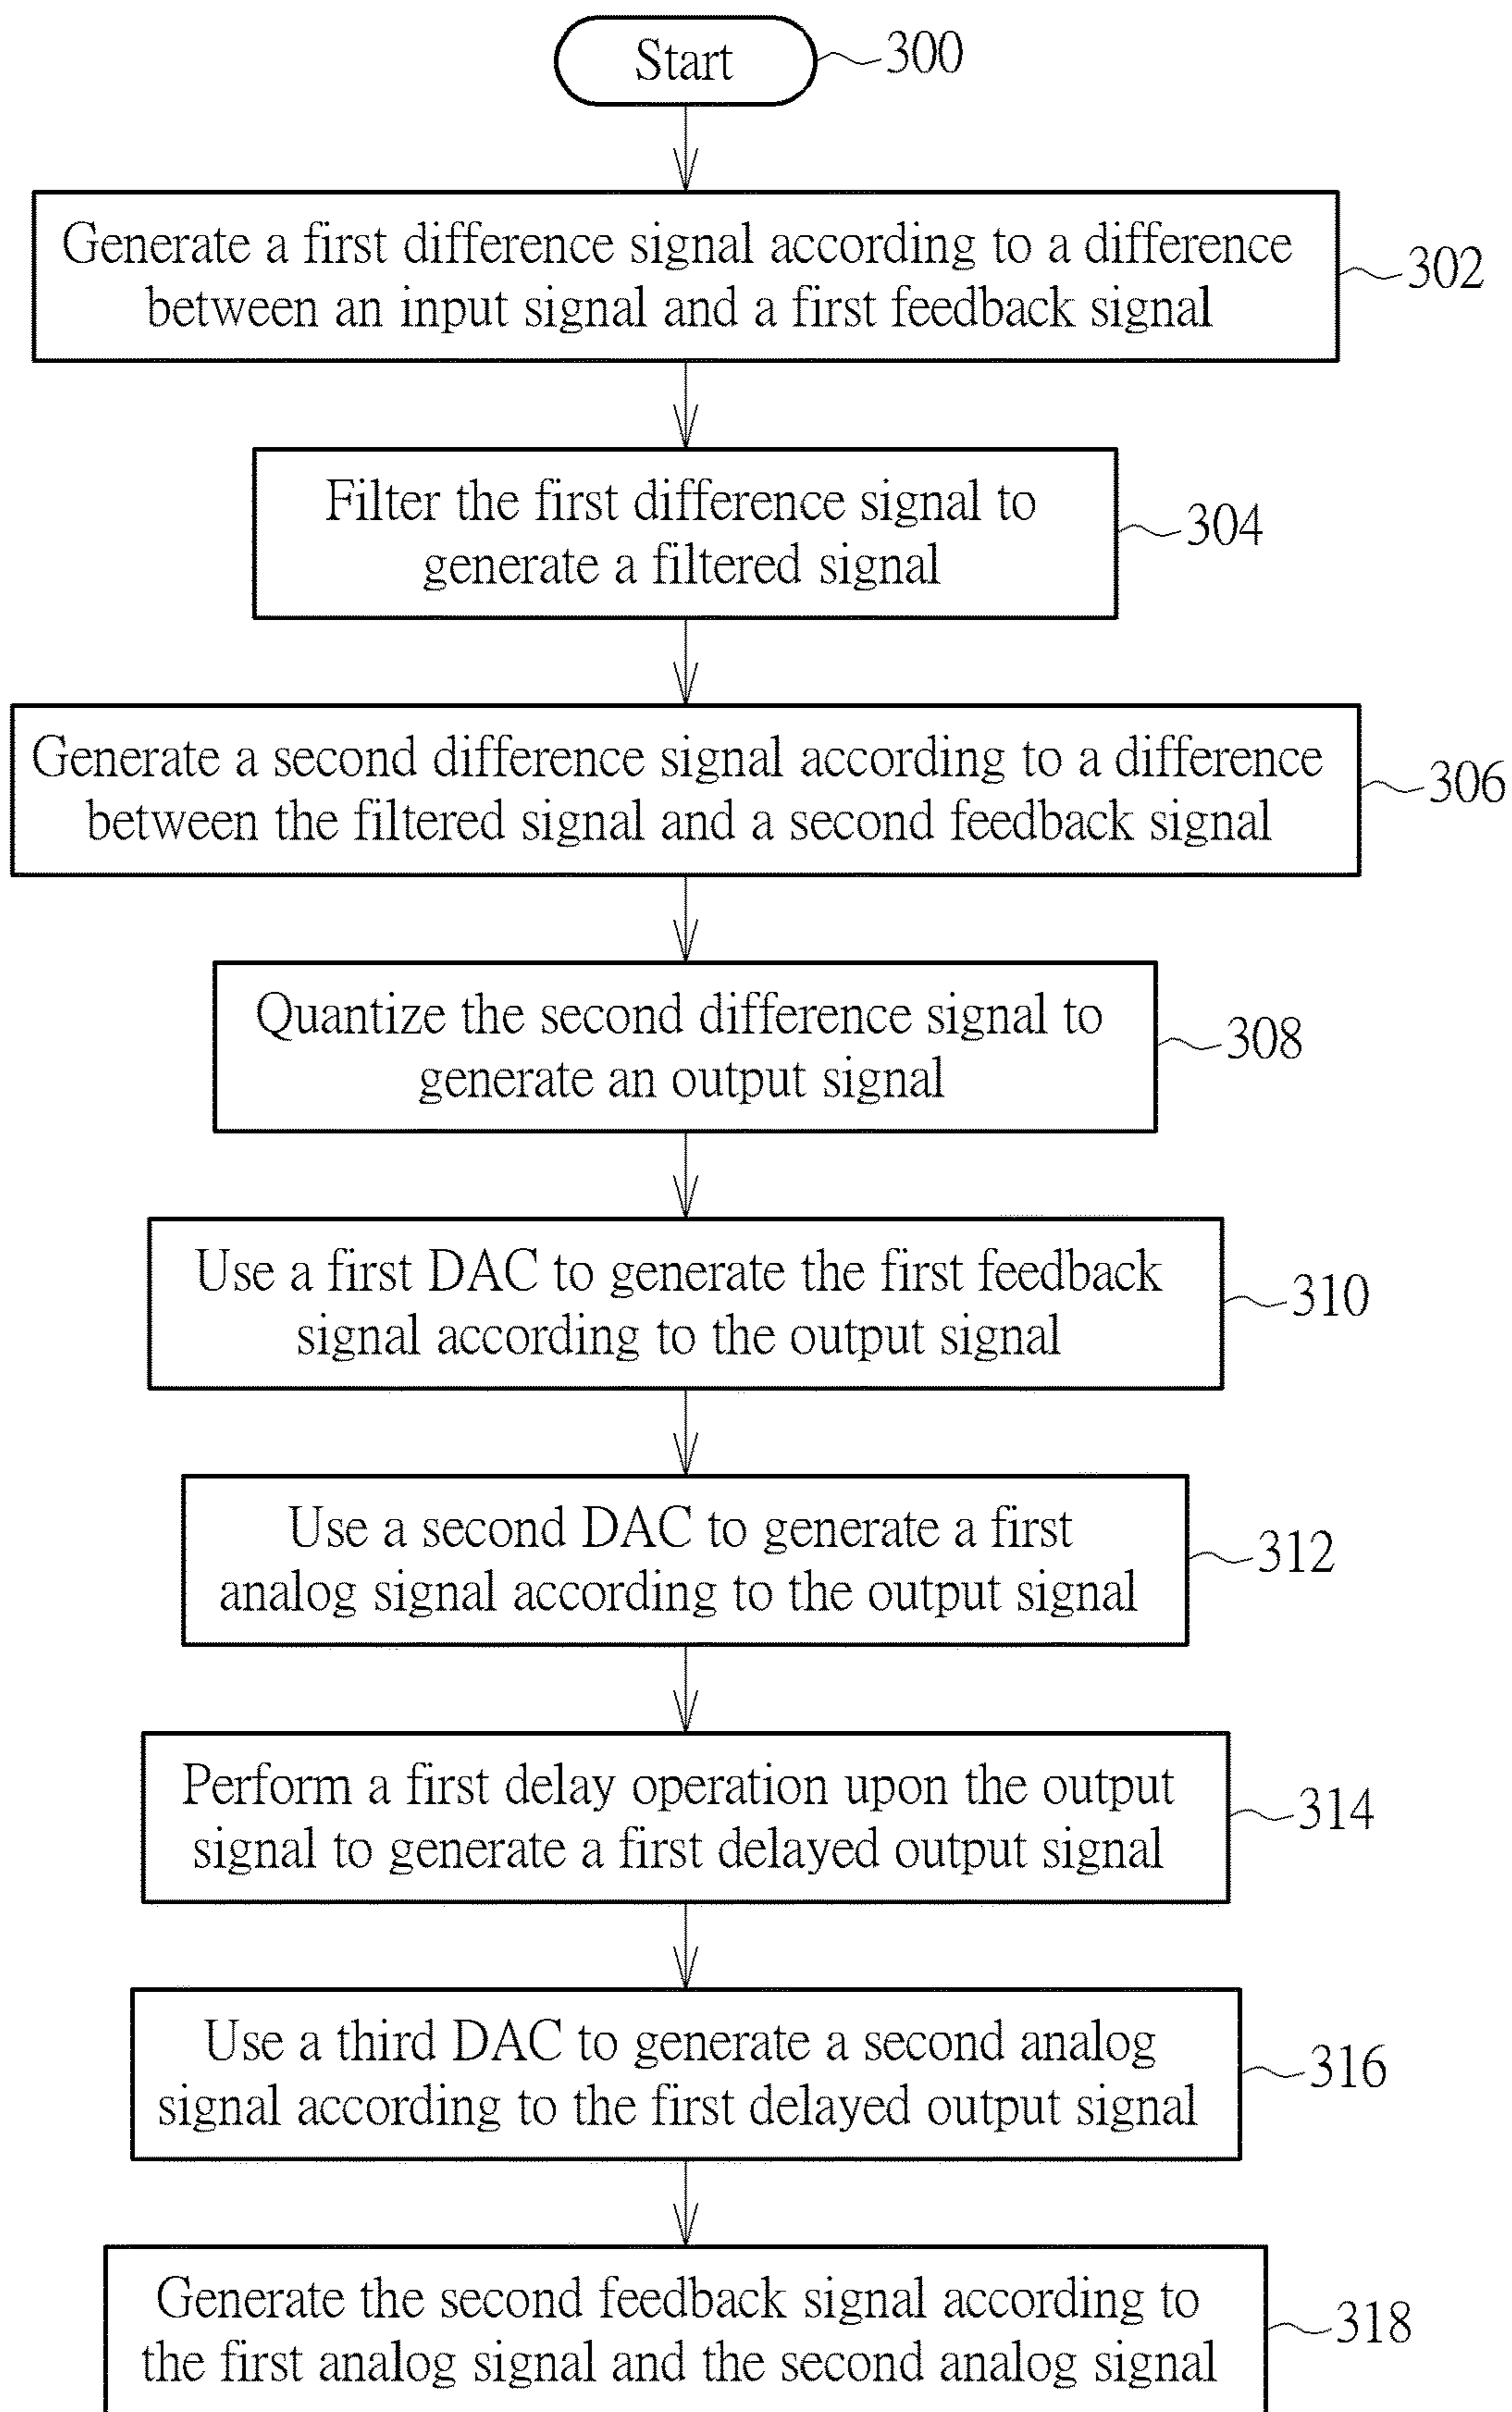 Start
300
Generate a first difference signal according to a difference
between an input signal and a first feedback signal
302
Filter the first difference signal to
generate a filtered signal
304
Generate a second difference signal according to a difference
between the filtered signal and a second feedback signal
306
Quantize the second difference signal to
generate an output signal
308
Use a first DAC to generate the first feedback
signal according to the output signal
310
Use a second DAC to generate a first
analog signal according to the output signal
312
Perform a first delay operation upon the output
signal to generate a first delayed output signal
314
Use a third DAC to generate a second analog
signal according to the first delayed output signal
316
Generate the second feedback signal according to
the first analog signal and the second analog signal
318